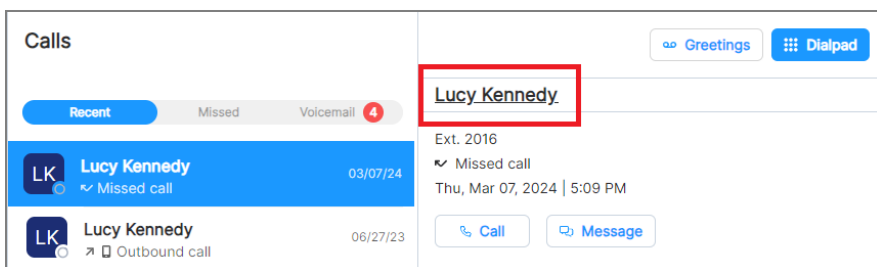 Calls
Greetings Dialpad
Recent Missed Voicemail 4
LK Lucy Kennedy 03/07/24
Missed call
LK Lucy Kennedy 06/27/23
Outbound call
Lucy Kennedy
Ext. 2016
Missed call
Thu, Mar 07, 2024 | 5:09 PM
Call Message